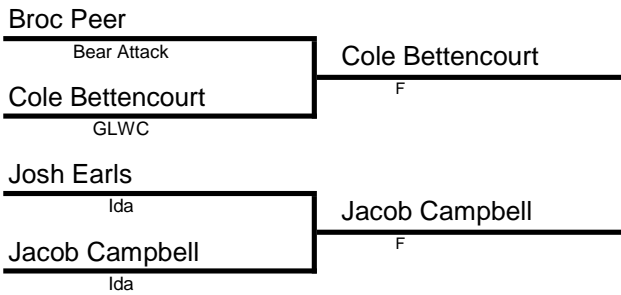 Broc Peer
Bear Attack
Cole Bettencourt
GLWC
Josh Earls
Ida
Jacob Campbell
Ida
Cole Bettencourt
F
Jacob Campbell
F